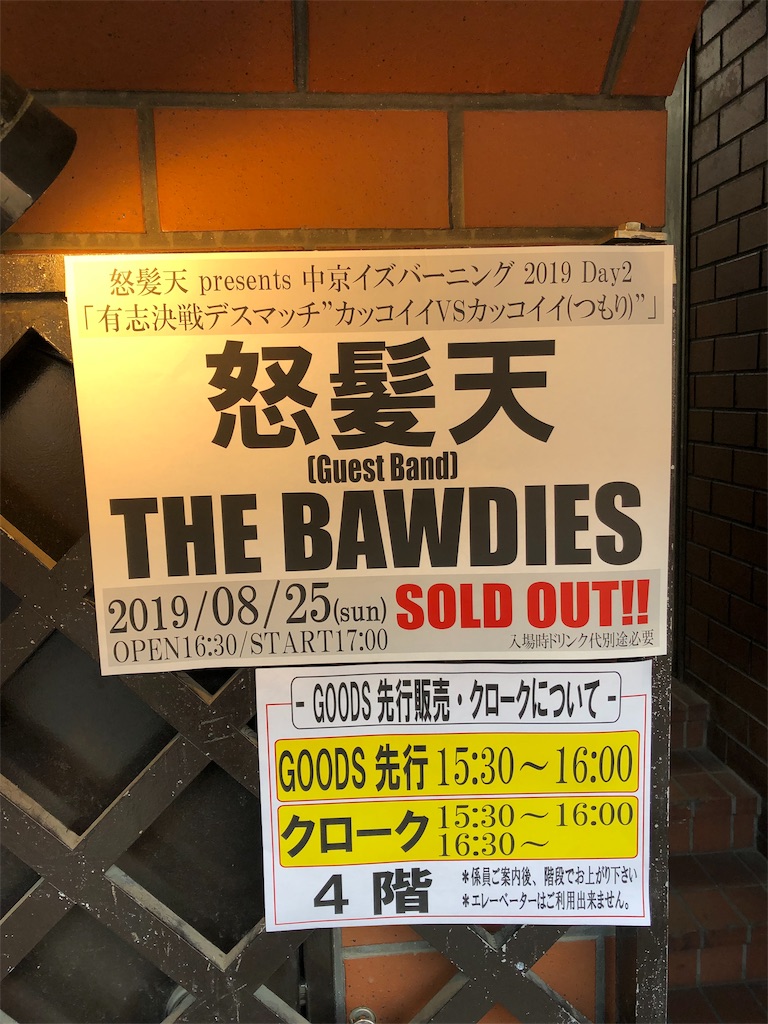 怒髪天 presents 中京イズバーニング 2019 Day2
「有志決戦デスマッチ”カッコイイVSカッコイイ(つもり)”」
怒髪天
(Guest Band)
THE BAWDIES
2019/08/25(sun) SOLD OUT!!
OPEN16:30/START17:00 入場時ドリンク代別途必要
- GOODS 先行販売・クロークについて -
GOODS 先行 15:30〜16:00
クローク 15:30〜16:00
16:30〜
4 階
*係員ご案内後、階段でお上がり下さい
*エレーベーターはご利用出来ません。